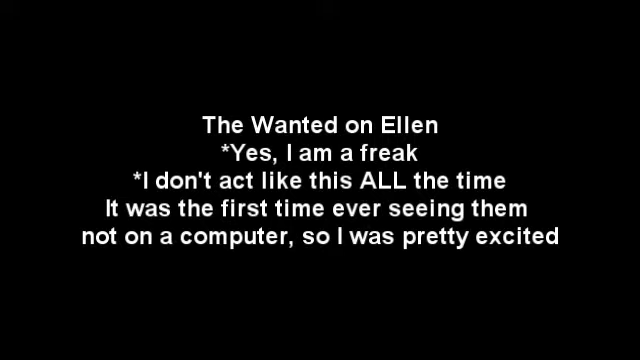 The Wanted on Ellen
*Yes, I am a freak
*I don't act like this ALL the time
It was the first time ever seeing them
not on a computer, so I was pretty excited